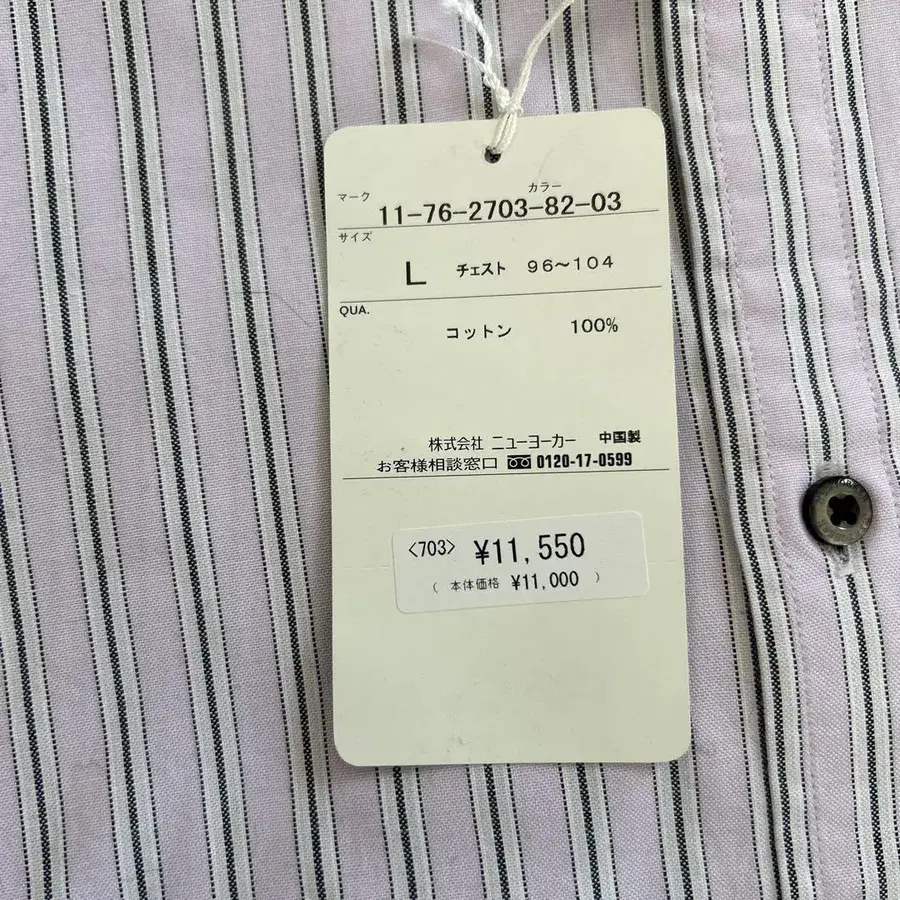 マーク カラー
11-76-2703-82-03
サイズ
L チェスト 96〜104
QUA.
コットン 100%
株式会社 ニューヨーカー 中国製
お客様相談窓口 0120-17-0599
〈703〉 ¥11,550
( 本体価格 ¥11,000 )